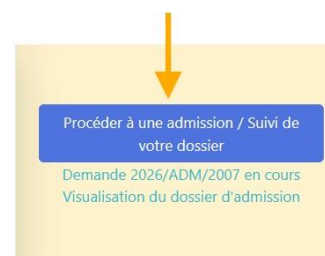 Procéder à une admission / Suivi de
votre dossier
Demande 2026/ADM/2007 en cours
Visualisation du dossier d'admission